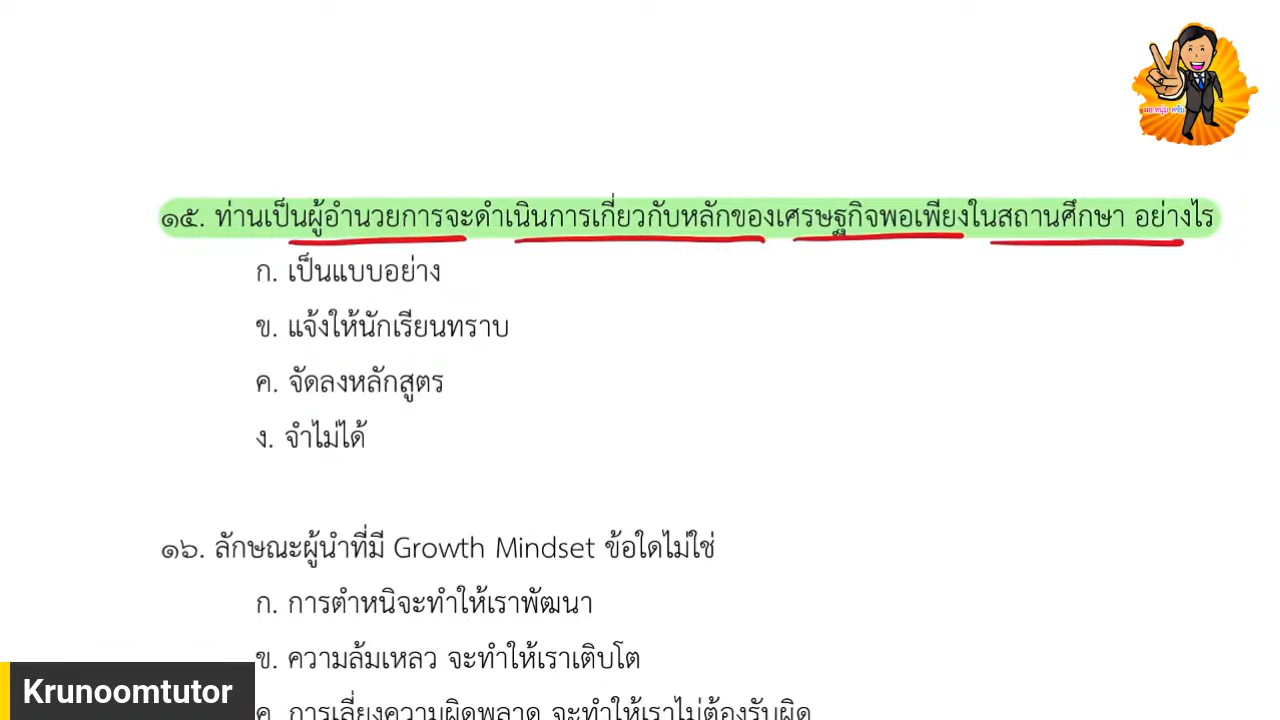 ผอ.หนุ่ม ครับ
๑๕. ท่านเป็นผู้อำนวยการจะดำเนินการเกี่ยวกับหลักของเศรษฐกิจพอเพียงในสถานศึกษา อย่างไร
ก. เป็นแบบอย่าง
ข. แจ้งให้นักเรียนทราบ
ค. จัดลงหลักสูตร
ง. จำไม่ได้
๑๖. ลักษณะผู้นำที่มี Growth Mindset ข้อใดไม่ใช่
ก. การตำหนิจะทำให้เราพัฒนา
ข. ความล้มเหลว จะทำให้เราเติบโต
ค. การเลี่ยงความผิดพลาด จะทำให้เราไม่ต้องรับผิด
Krunoomtutor